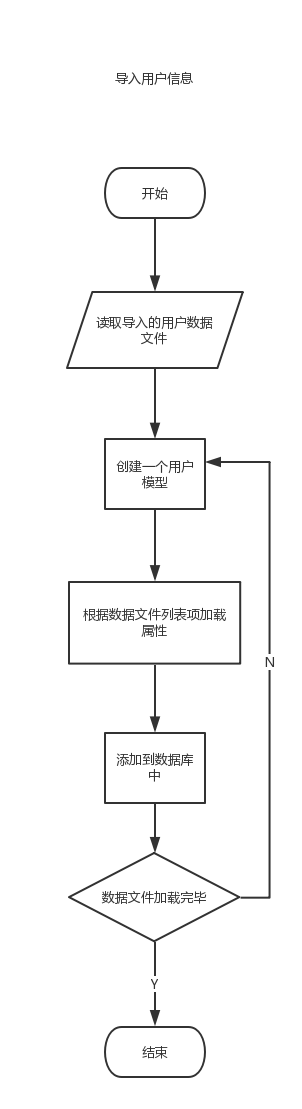 导入用户信息
开始
读取导入的用户数据
文件
创建一个用户
模型
根据数据文件列表项加载
属性
N
添加到数据库
中
数据文件加载完毕
Y
结束